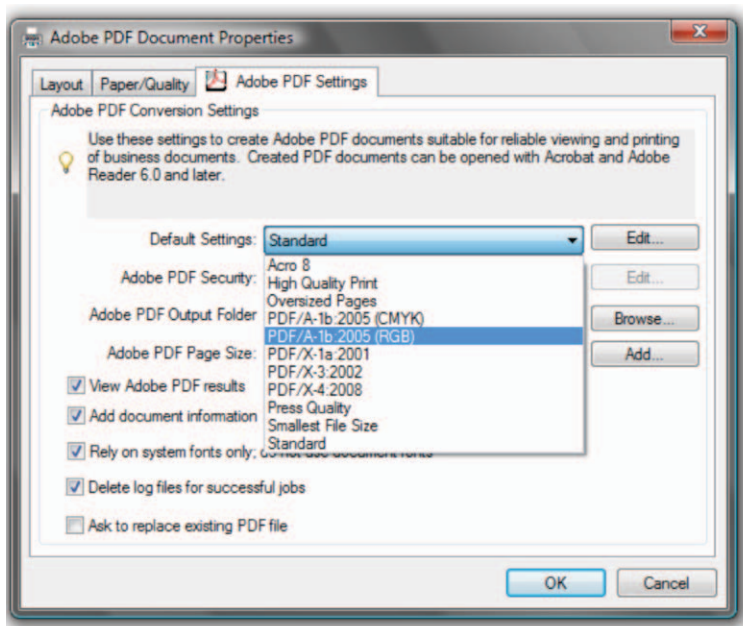 Adobe PDF Document Properties
Layout Paper/Quality Adobe PDF Settings
Adobe PDF Conversion Settings
Use these settings to create Adobe PDF documents suitable for reliable viewing and printing
of business documents. Created PDF documents can be opened with Acrobat and Adobe
Reader 6.0 and later.
Default Settings: Standard Edit...
Acro 8
Adobe PDF Security: Edit...
High Quality Print
Oversized Pages
Adobe PDF Output Folder PDF/A-1b:2005 (CMYK) Browse...
PDF/A-1b:2005 (RGB)
Adobe PDF Page Size: PDF/X-1a:2001 Add...
PDF/X-3:2002
View Adobe PDF results PDF/X-4:2008
Press Quality
Add document information Smallest File Size
Standard
Rely on system fonts only; do not use document fonts
Delete log files for successful jobs
Ask to replace existing PDF file
OK Cancel